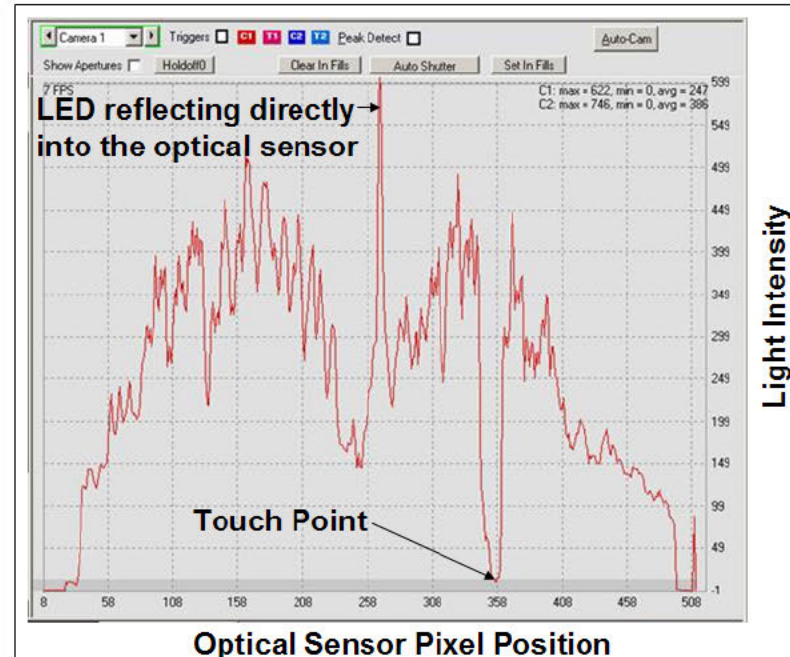 Camera 1 Triggers C1 T1 C2 T2 Peak Detect Auto-Cam
Show Apertures Holdoff0 Clear In Fills Auto Shutter Set In Fills
7 FPS
C1: max = 622, min = 0, avg = 247
C2: max = 746, min = 0, avg = 386
LED reflecting directly
into the optical sensor
599
549
499
449
399
349
299
249
199
149
99
49
-1
Light Intensity
Touch Point
8 58 108 158 208 258 308 358 408 458 508
Optical Sensor Pixel Position